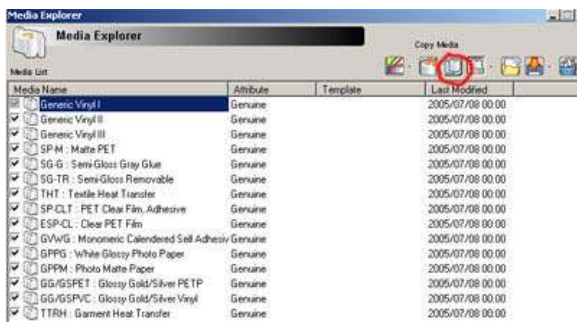 Media Explorer
Media Explorer
Copy Media
Media List
Media Name Attribute Template Last Modified
Generic Vinyl I Genuine 2005/07/08 00:00
Generic Vinyl II Genuine 2005/07/08 00:00
Generic Vinyl III Genuine 2005/07/08 00:00
SP-M : Matte PET Genuine 2005/07/08 00:00
SG-G : Semi-Gloss Gray Glue Genuine 2005/07/08 00:00
SG-TR : Semi-Gloss Removable Genuine 2005/07/08 00:00
THT : Textile Heat Transfer Genuine 2005/07/08 00:00
SP-CLT : PET Clear Film, Adhesive Genuine 2005/07/08 00:00
ESP-CL : Clear PET Film Genuine 2005/07/08 00:00
GVWG : Monomeric Calendered Self Adhesiv Genuine 2005/07/08 00:00
GPPG : White Glossy Photo Paper Genuine 2005/07/08 00:00
GPPM : Photo Matte Paper Genuine 2005/07/08 00:00
GG/GSPET : Glossy Gold/Silver PETP Genuine 2005/07/08 00:00
GG/GSPVC : Glossy Gold/Silver Vinyl Genuine 2005/07/08 00:00
TTRH : Garment Heat Transfer Genuine 2005/07/08 00:00